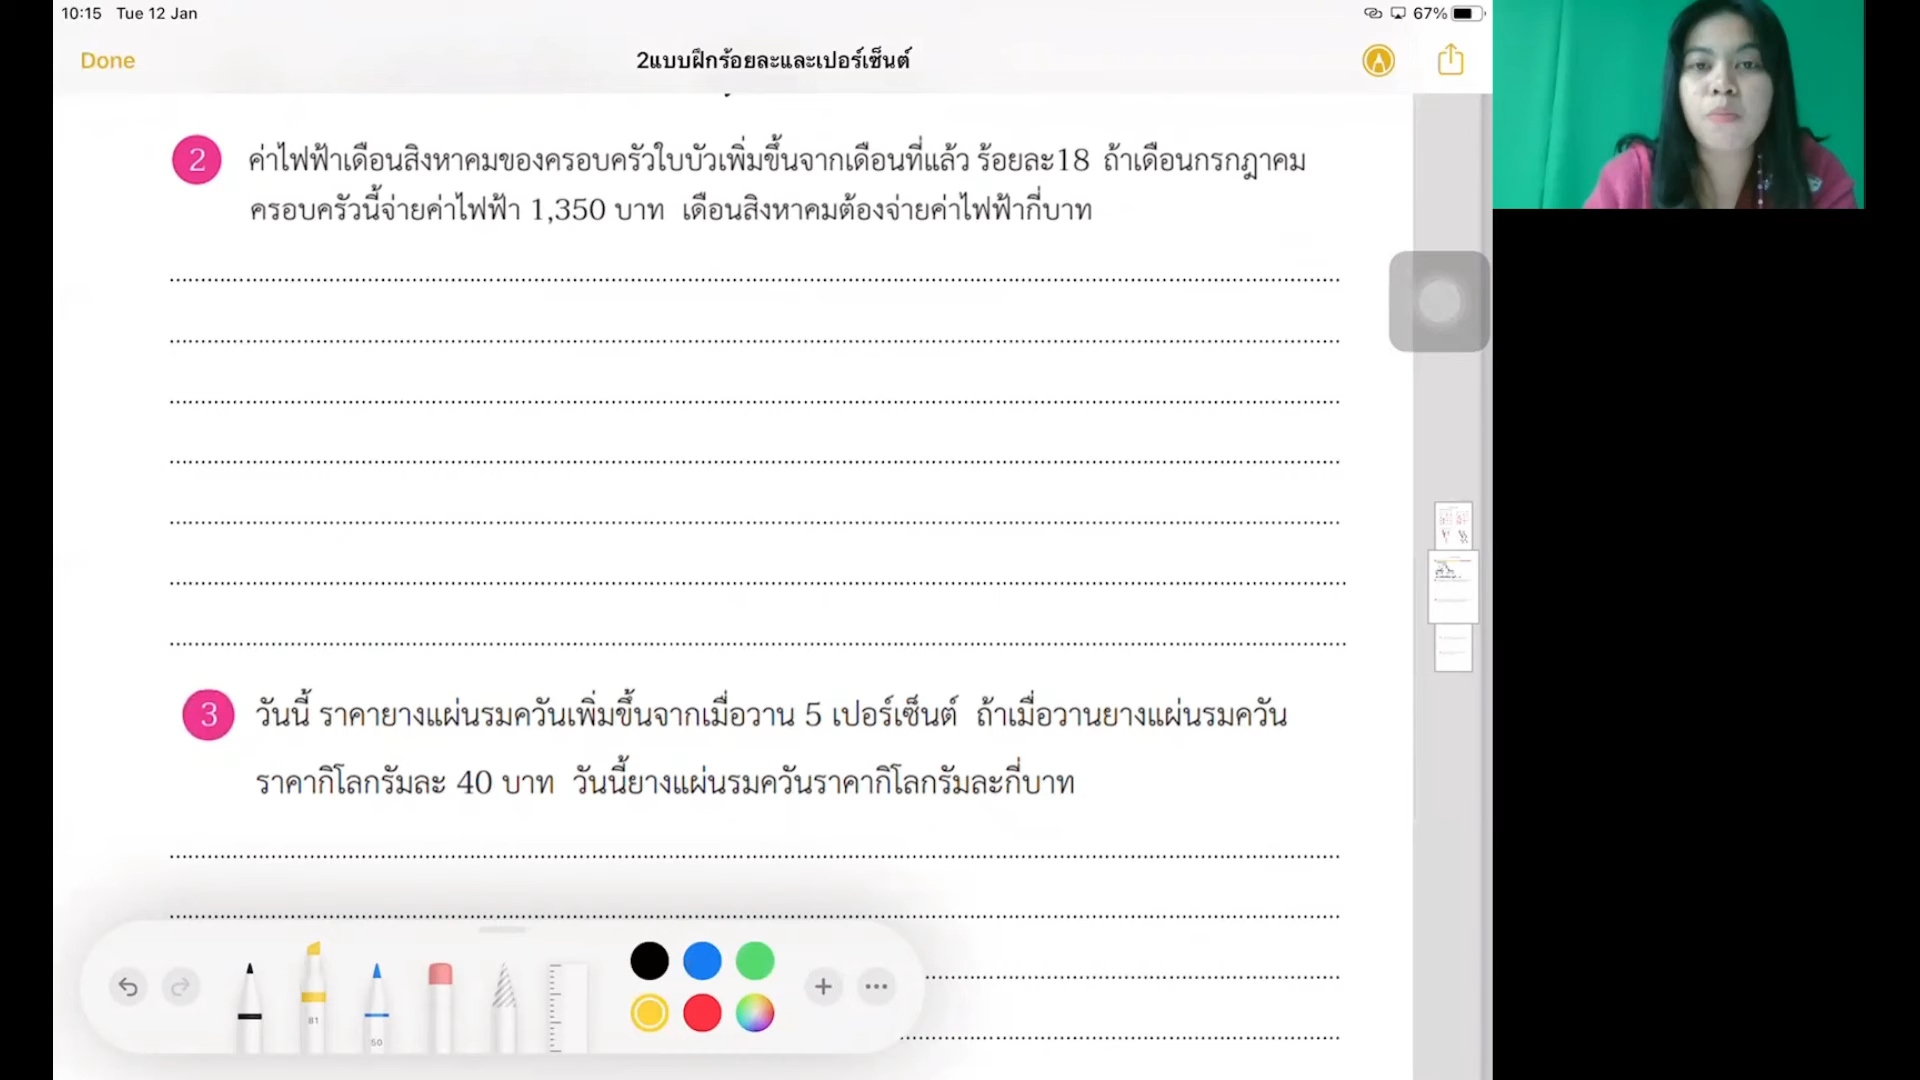 10:15 Tue 12 Jan
67%
Done
2แบบฝึกร้อยละและเปอร์เซ็นต์
2 ค่าไฟฟ้าเดือนสิงหาคมของครอบครัวใบบัวเพิ่มขึ้นจากเดือนที่แล้ว ร้อยละ18 ถ้าเดือนกรกฎาคม
ครอบครัวนี้จ่ายค่าไฟฟ้า 1,350 บาท เดือนสิงหาคมต้องจ่ายค่าไฟฟ้ากี่บาท
3 วันนี้ ราคายางแผ่นรมควันเพิ่มขึ้นจากเมื่อวาน 5 เปอร์เซ็นต์ ถ้าเมื่อวานยางแผ่นรมควัน
ราคากิโลกรัมละ 40 บาท วันนี้ยางแผ่นรมควันราคากิโลกรัมละกี่บาท
81
50